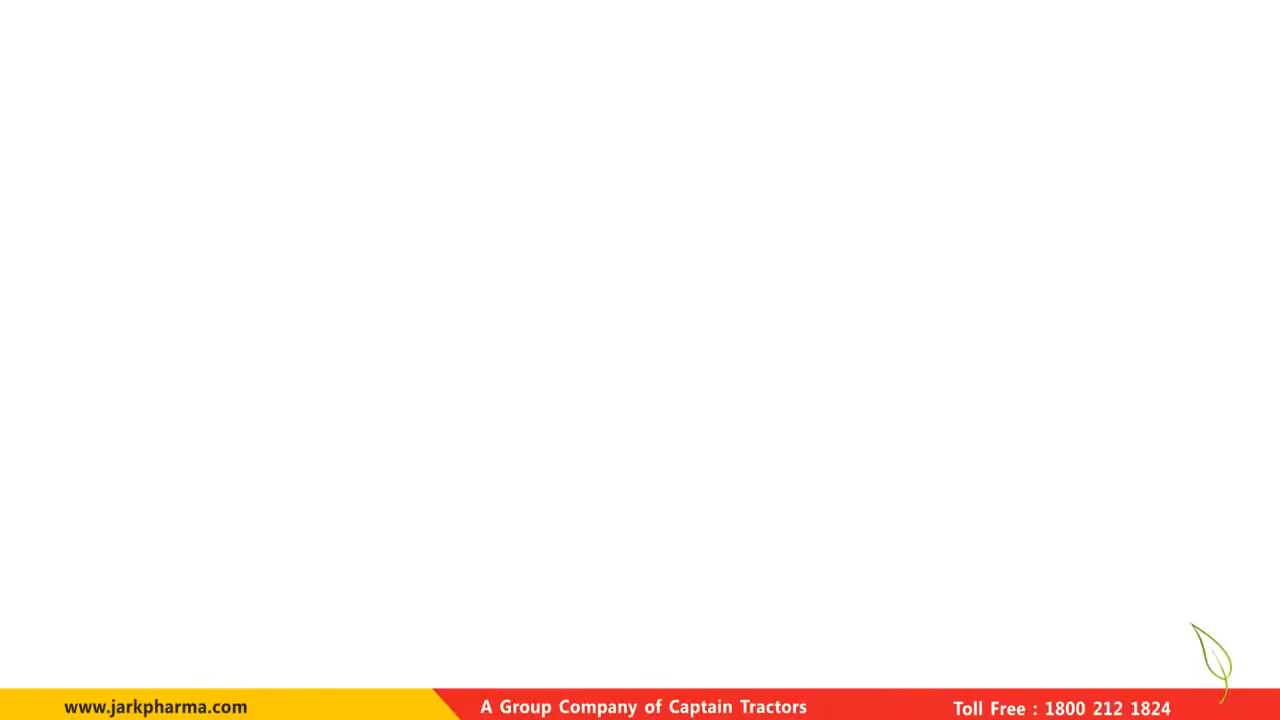 www.jarkpharma.com
A Group Company of Captain Tractors
Toll Free : 1800 212 1824